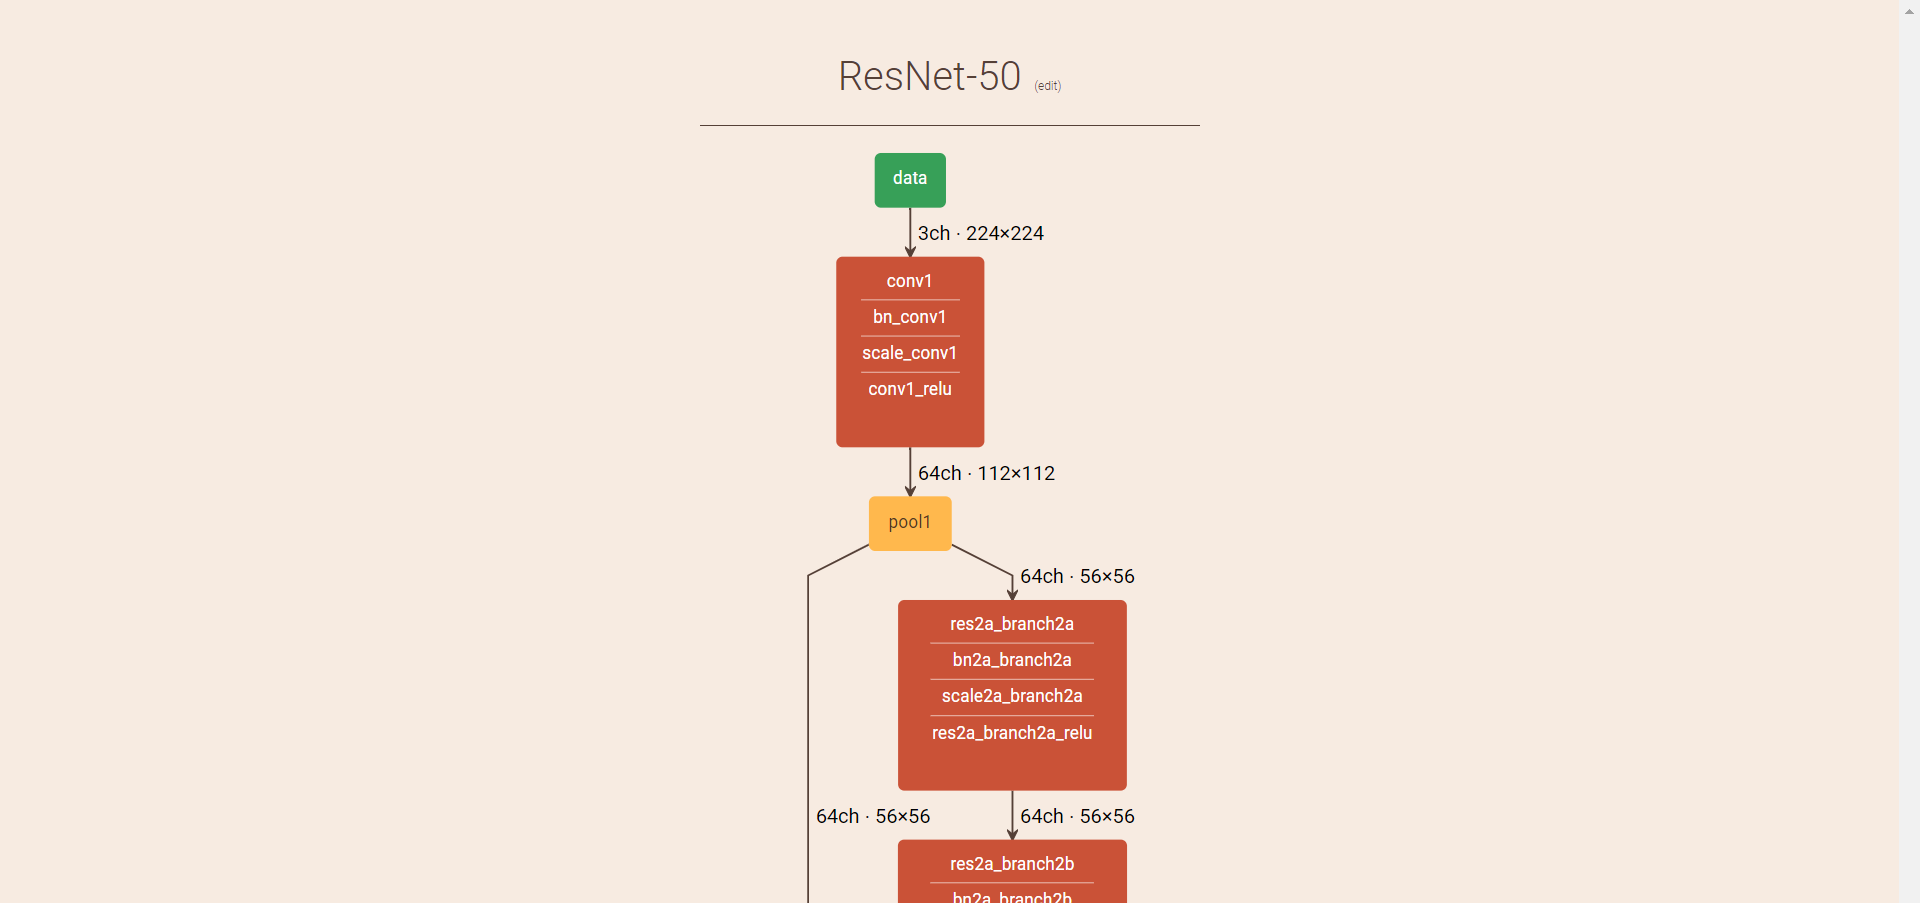 ResNet-50 (edit)
data
3ch · 224×224
conv1
bn_conv1
scale_conv1
conv1_relu
64ch · 112×112
pool1
64ch · 56×56
res2a_branch2a
bn2a_branch2a
scale2a_branch2a
res2a_branch2a_relu
64ch · 56×56
64ch · 56×56
res2a_branch2b
bn2a_branch2b